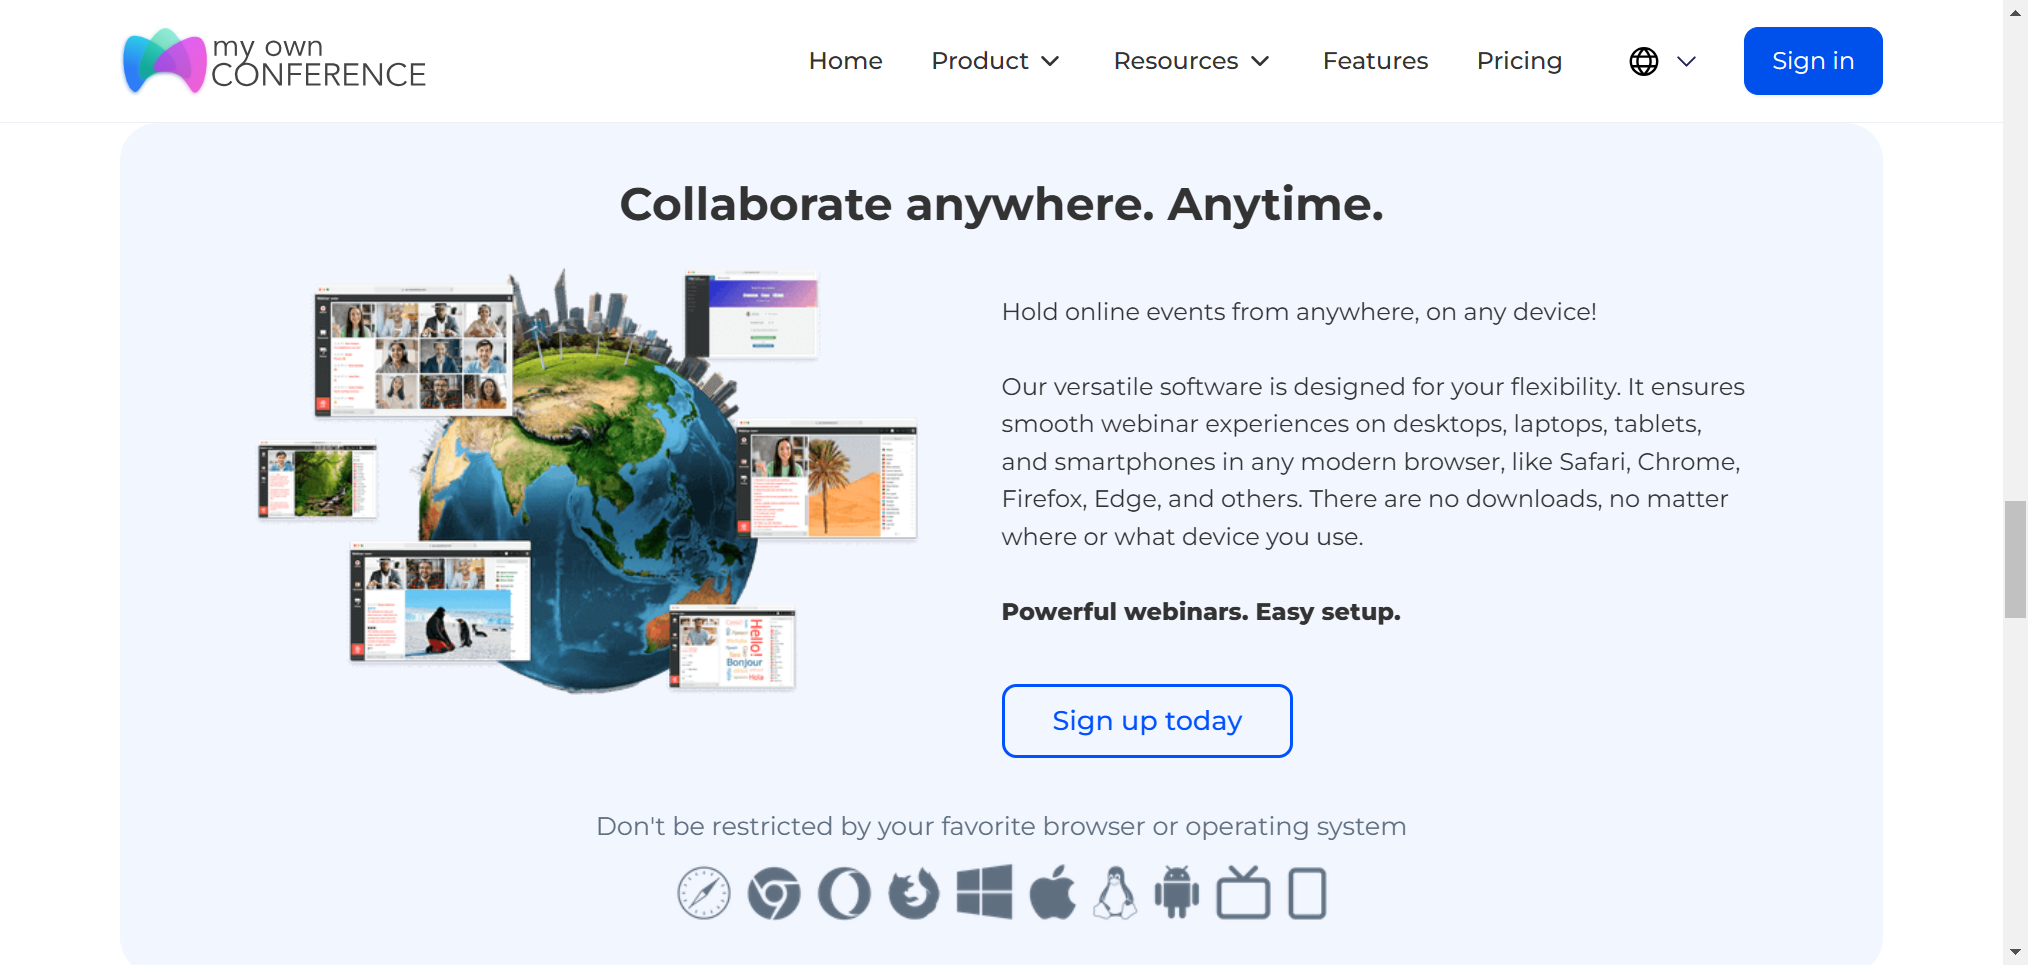 my own
CONFERENCE
Home Product Resources Features Pricing Sign in
Collaborate anywhere. Anytime.
Hold online events from anywhere, on any device!
Our versatile software is designed for your flexibility. It ensures
smooth webinar experiences on desktops, laptops, tablets,
and smartphones in any modern browser, like Safari, Chrome,
Firefox, Edge, and others. There are no downloads, no matter
where or what device you use.
Powerful webinars. Easy setup.
Hello!
Bonjour
Hola
Sign up today
Don't be restricted by your favorite browser or operating system